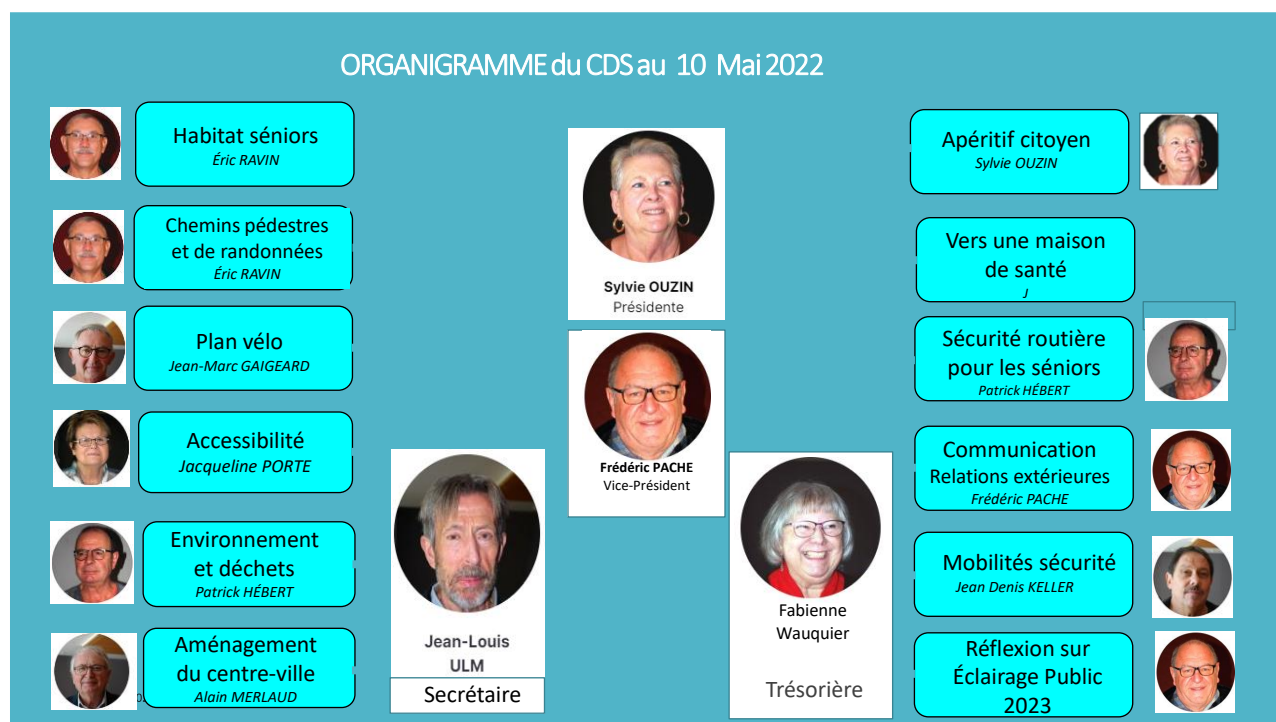 ORGANIGRAMME du CDS au 10 Mai 2022
Habitat séniors
Éric RAVIN
Chemins pédestres
et de randonnées
Éric RAVIN
Plan vélo
Jean-Marc GAIGEARD
Accessibilité
Jacqueline PORTE
Environnement
et déchets
Patrick HÉBERT
Aménagement
du centre-ville
Alain MERLAUD
Sylvie OUZIN
Présidente
Frédéric PACHE
Vice-Président
Jean-Louis
ULM
Secrétaire
Fabienne
Wauquier
Trésorière
Apéritif citoyen
Sylvie OUZIN
Vers une maison
de santé
J
Sécurité routière
pour les séniors
Patrick HÉBERT
Communication
Relations extérieures
Frédéric PACHE
Mobilités sécurité
Jean Denis KELLER
Réflexion sur
Éclairage Public
2023